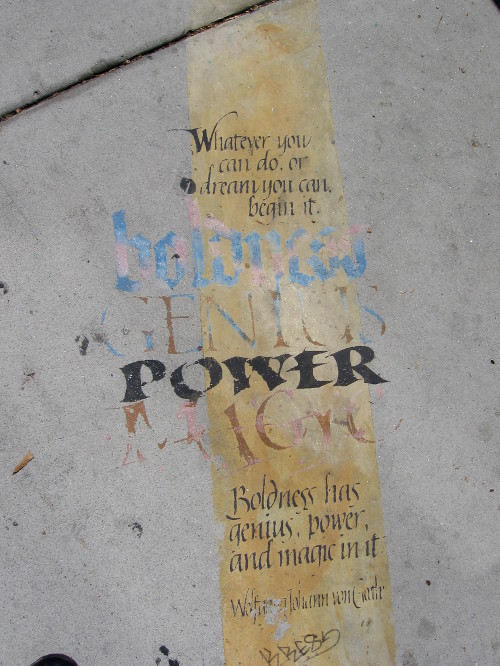 Whatever you
can do, or
dream you can,
begin it.
boldness
GENIUS
POWER
MAGIC
Boldness has
genius, power,
and magic in it
Wolfgang Johann von Goethe